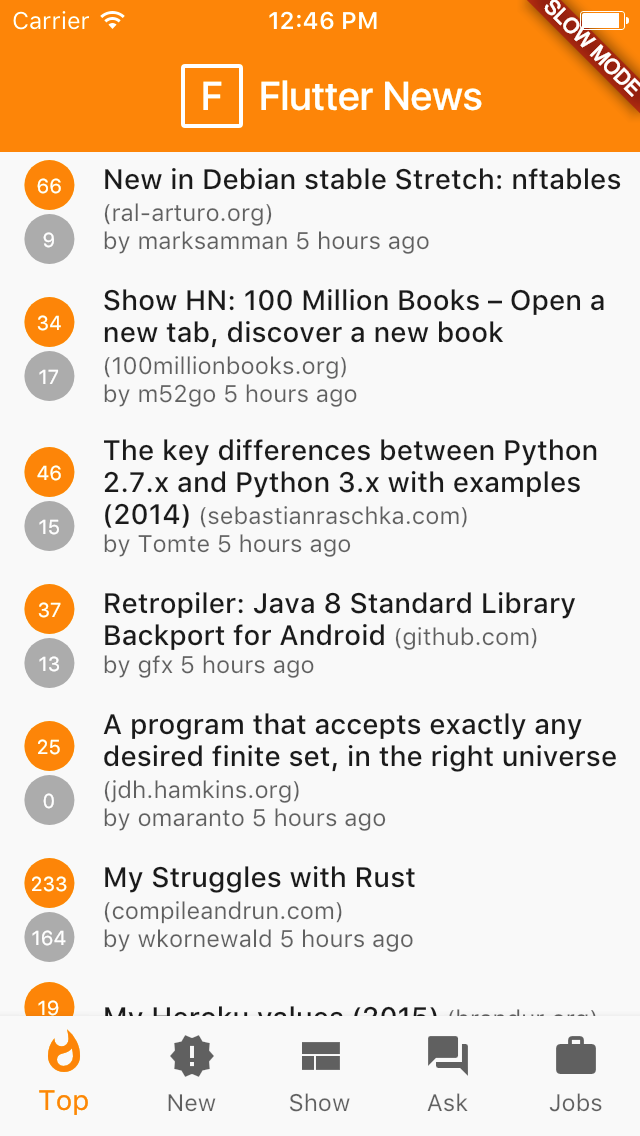 Carrier 12:46 PM
SLOW MODE
F Flutter News
66 New in Debian stable Stretch: nftables
(ral-arturo.org)
9 by marksamman 5 hours ago
34 Show HN: 100 Million Books – Open a
new tab, discover a new book
17 (100millionbooks.org)
by m52go 5 hours ago
The key differences between Python
46 2.7.x and Python 3.x with examples
15 (2014) (sebastianraschka.com)
by Tomte 5 hours ago
37 Retropiler: Java 8 Standard Library
Backport for Android (github.com)
13 by gfx 5 hours ago
A program that accepts exactly any
25 desired finite set, in the right universe
0 (jdh.hamkins.org)
by omaranto 5 hours ago
233 My Struggles with Rust
(compileandrun.com)
164 by wkornewald 5 hours ago
19 My Heroku values (2015) (brandur.org)
Top New Show Ask Jobs